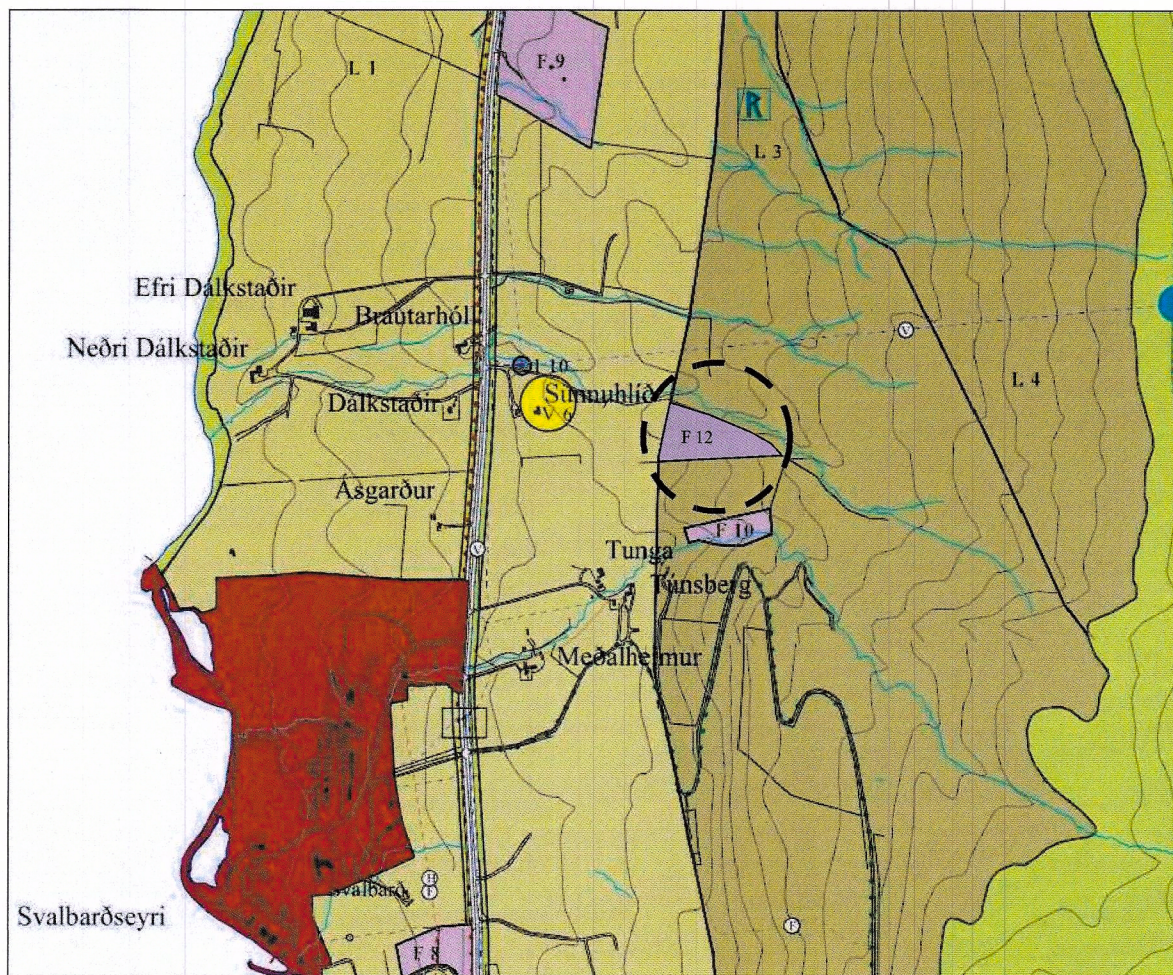 L 1
F 9
R
L 3
Efri Dálkstaðir
Brautarhóll
Neðri Dálkstaðir
V
L 4
Sunnuhlíð
Dálkstaðir
V 6
F 12
Ásgarður
F 10
V
Tunga
Túnsberg
Meðalheimur
H
F
Svalbarð
Svalbarðseyri
F
F 8